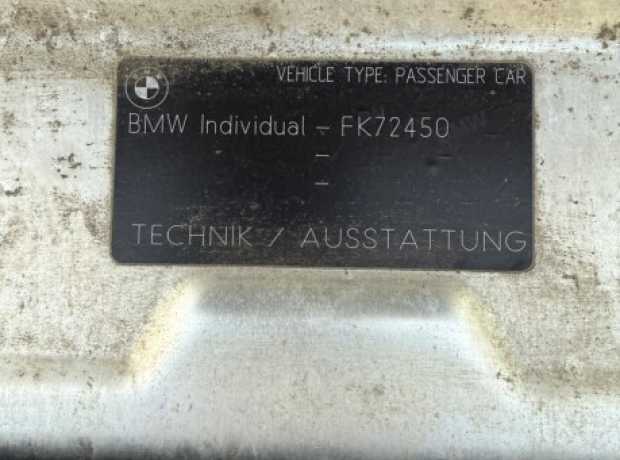 VEHICLE TYPE: PASSENGER CAR
BMW Individual - FK72450
-
-
TECHNIK / AUSSTATTUNG